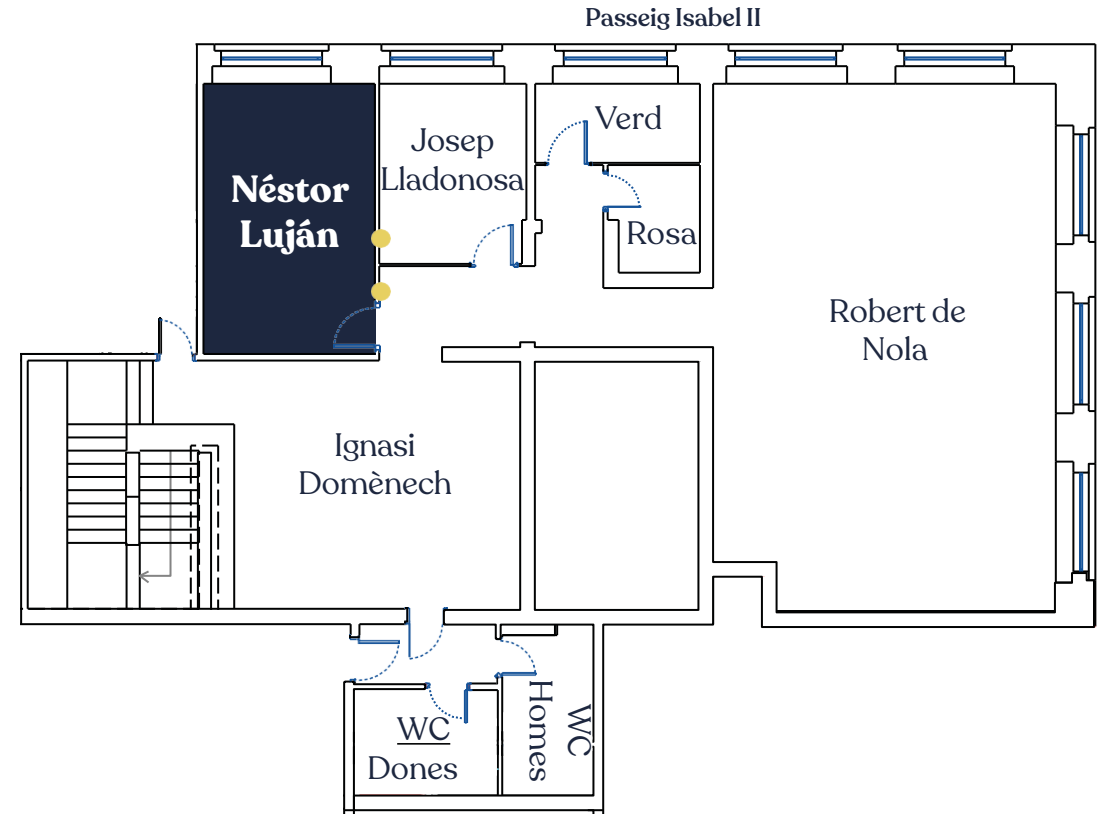 Passeig Isabel II
Verd
Josep
Lladonosa
Néstor
Luján
Rosa
Robert de
Nola
Ignasi
Domènech
WC
Dones
WC
Homes